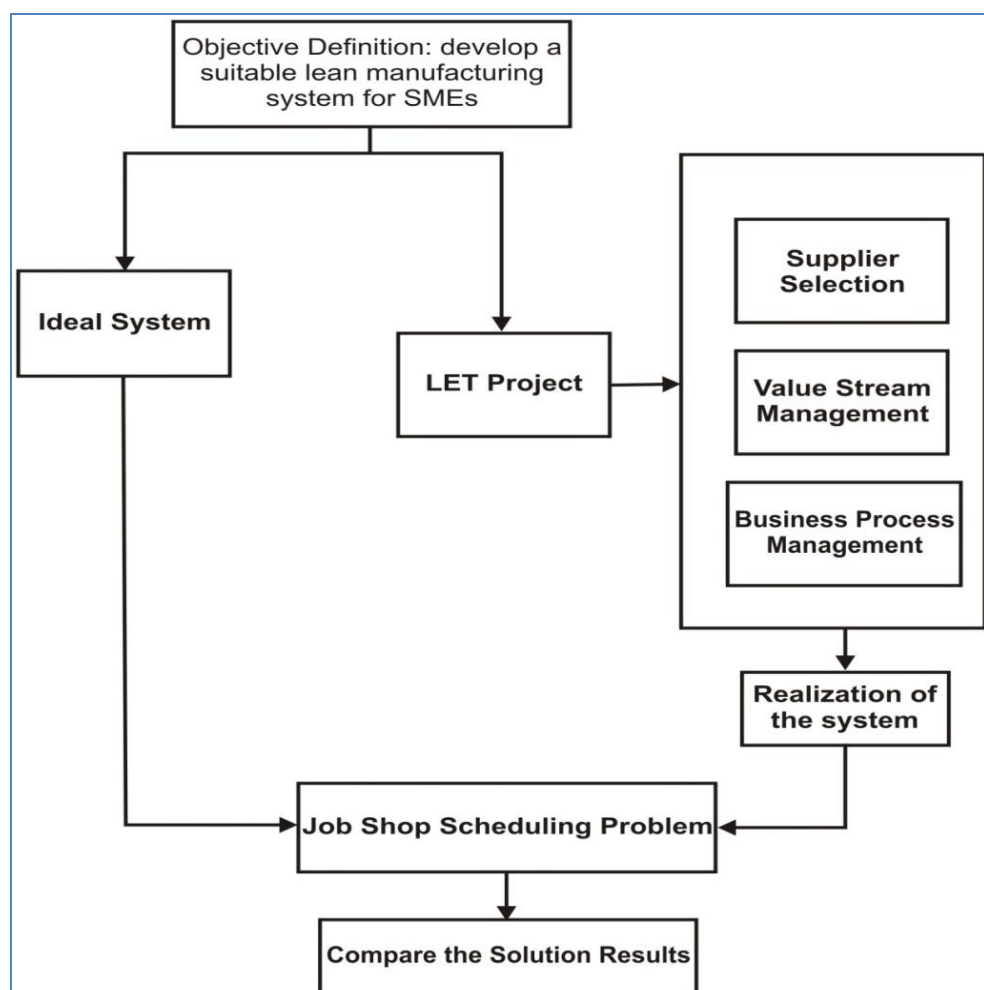 Objective Definition: develop a
suitable lean manufacturing
system for SMEs
Ideal System
LET Project
Supplier
Selection
Value Stream
Management
Business Process
Management
Realization of
the system
Job Shop Scheduling Problem
Compare the Solution Results